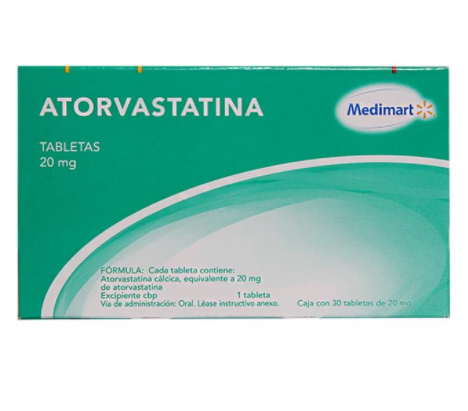 ATORVASTATINA
Medimart
TABLETAS
20 mg
FÓRMULA: Cada tableta contiene:
Atorvastatina cálcica, equivalente a 20 mg
de atorvastatina
Excipiente cbp 1 tableta
Vía de administración: Oral. Léase instructivo anexo.
Caja con 30 tabletas de 20 mg